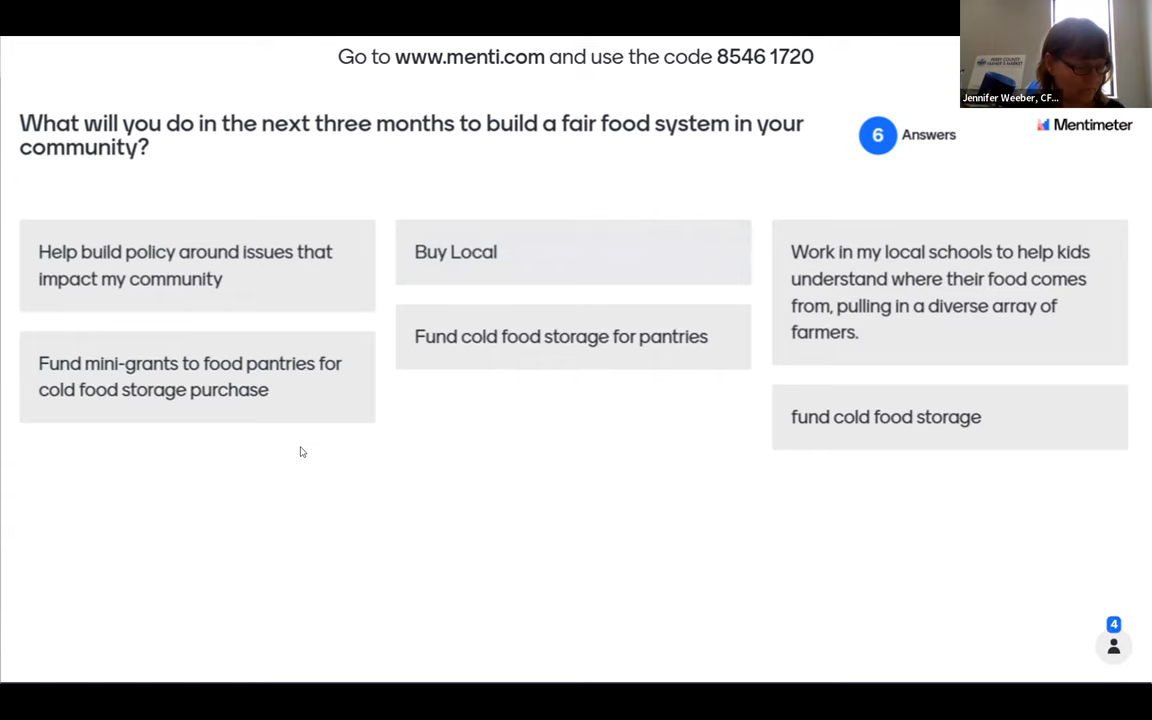 Go to www.menti.com and use the code 8546 1720
Jennifer Weeber, CF...
What will you do in the next three months to build a fair food system in your
community?
6 Answers
Mentimeter
Help build policy around issues that
impact my community
Fund mini-grants to food pantries for
cold food storage purchase
Buy Local
Fund cold food storage for pantries
Work in my local schools to help kids
understand where their food comes
from, pulling in a diverse array of
farmers.
fund cold food storage
4